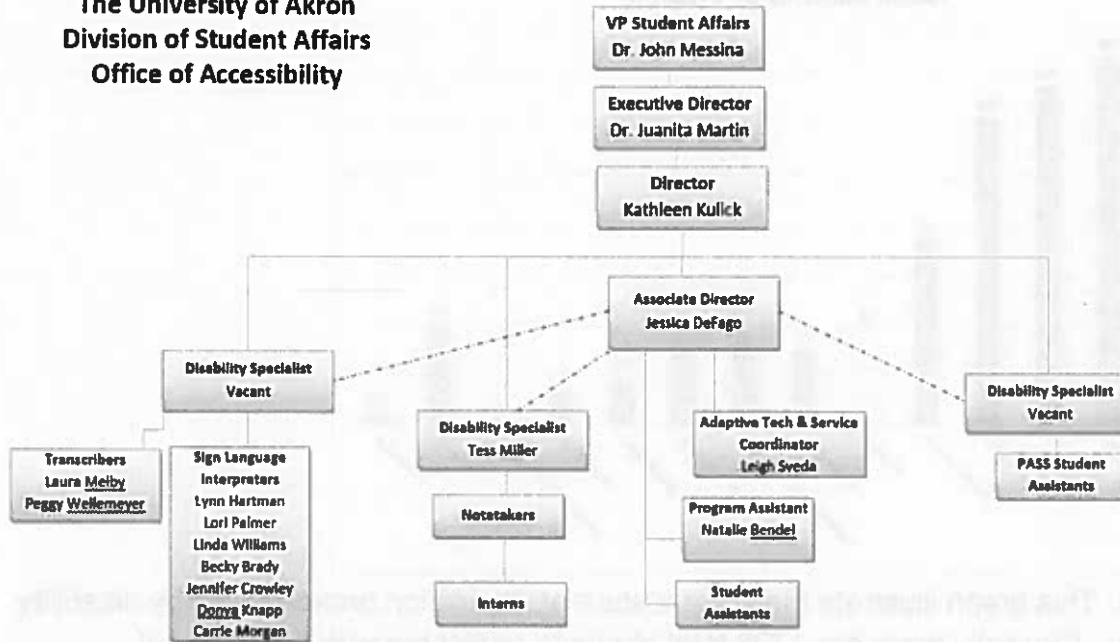 The University of Akron
Division of Student Affairs
Office of Accessibility
VP Student Affairs
Dr. John Messina
Executive Director
Dr. Juanita Martin
Director
Kathleen Kulick
Associate Director
Jessica DeFago
Disability Specialist
Vacant
Transcribers
Laura Melby
Peggy Wellemeyer
Sign Language
Interpreters
Lynn Hartman
Lori Palmer
Linda Williams
Becky Brady
Jennifer Crowley
Knapp
Carrie Morgan
Disability Specialist
Tess Miller
Notetakers
Interns
Adaptive Tech & Service
Coordinator
Leigh Sveda
Program Assistant
Natalie Bendel
Student
Assistants
Disability Specialist
Vacant
PASS Student
Assistants